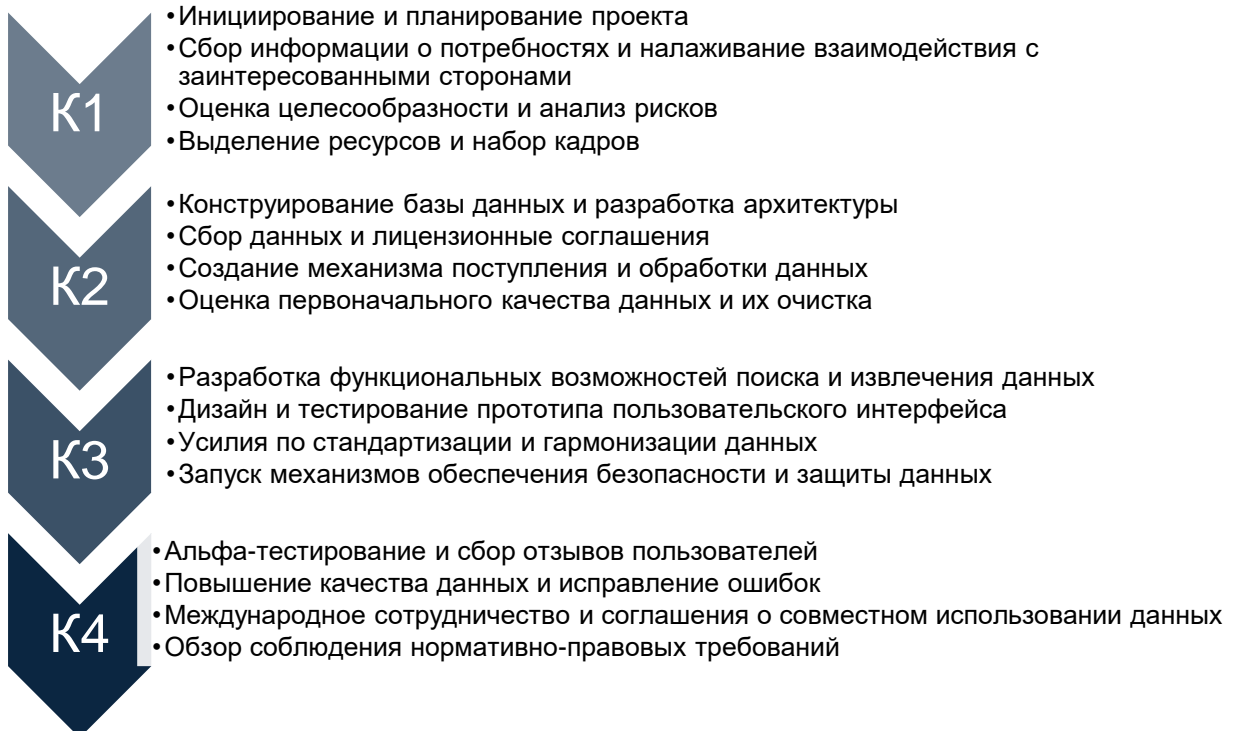 К1
•Инициирование и планирование проекта
•Сбор информации о потребностях и налаживание взаимодействия с
заинтересованными сторонами
•Оценка целесообразности и анализ рисков
•Выделение ресурсов и набор кадров
К2
•Конструирование базы данных и разработка архитектуры
•Сбор данных и лицензионные соглашения
•Создание механизма поступления и обработки данных
•Оценка первоначального качества данных и их очистка
К3
•Разработка функциональных возможностей поиска и извлечения данных
•Дизайн и тестирование прототипа пользовательского интерфейса
•Усилия по стандартизации и гармонизации данных
•Запуск механизмов обеспечения безопасности и защиты данных
К4
•Альфа-тестирование и сбор отзывов пользователей
•Повышение качества данных и исправление ошибок
•Международное сотрудничество и соглашения о совместном использовании данных
•Обзор соблюдения нормативно-правовых требований